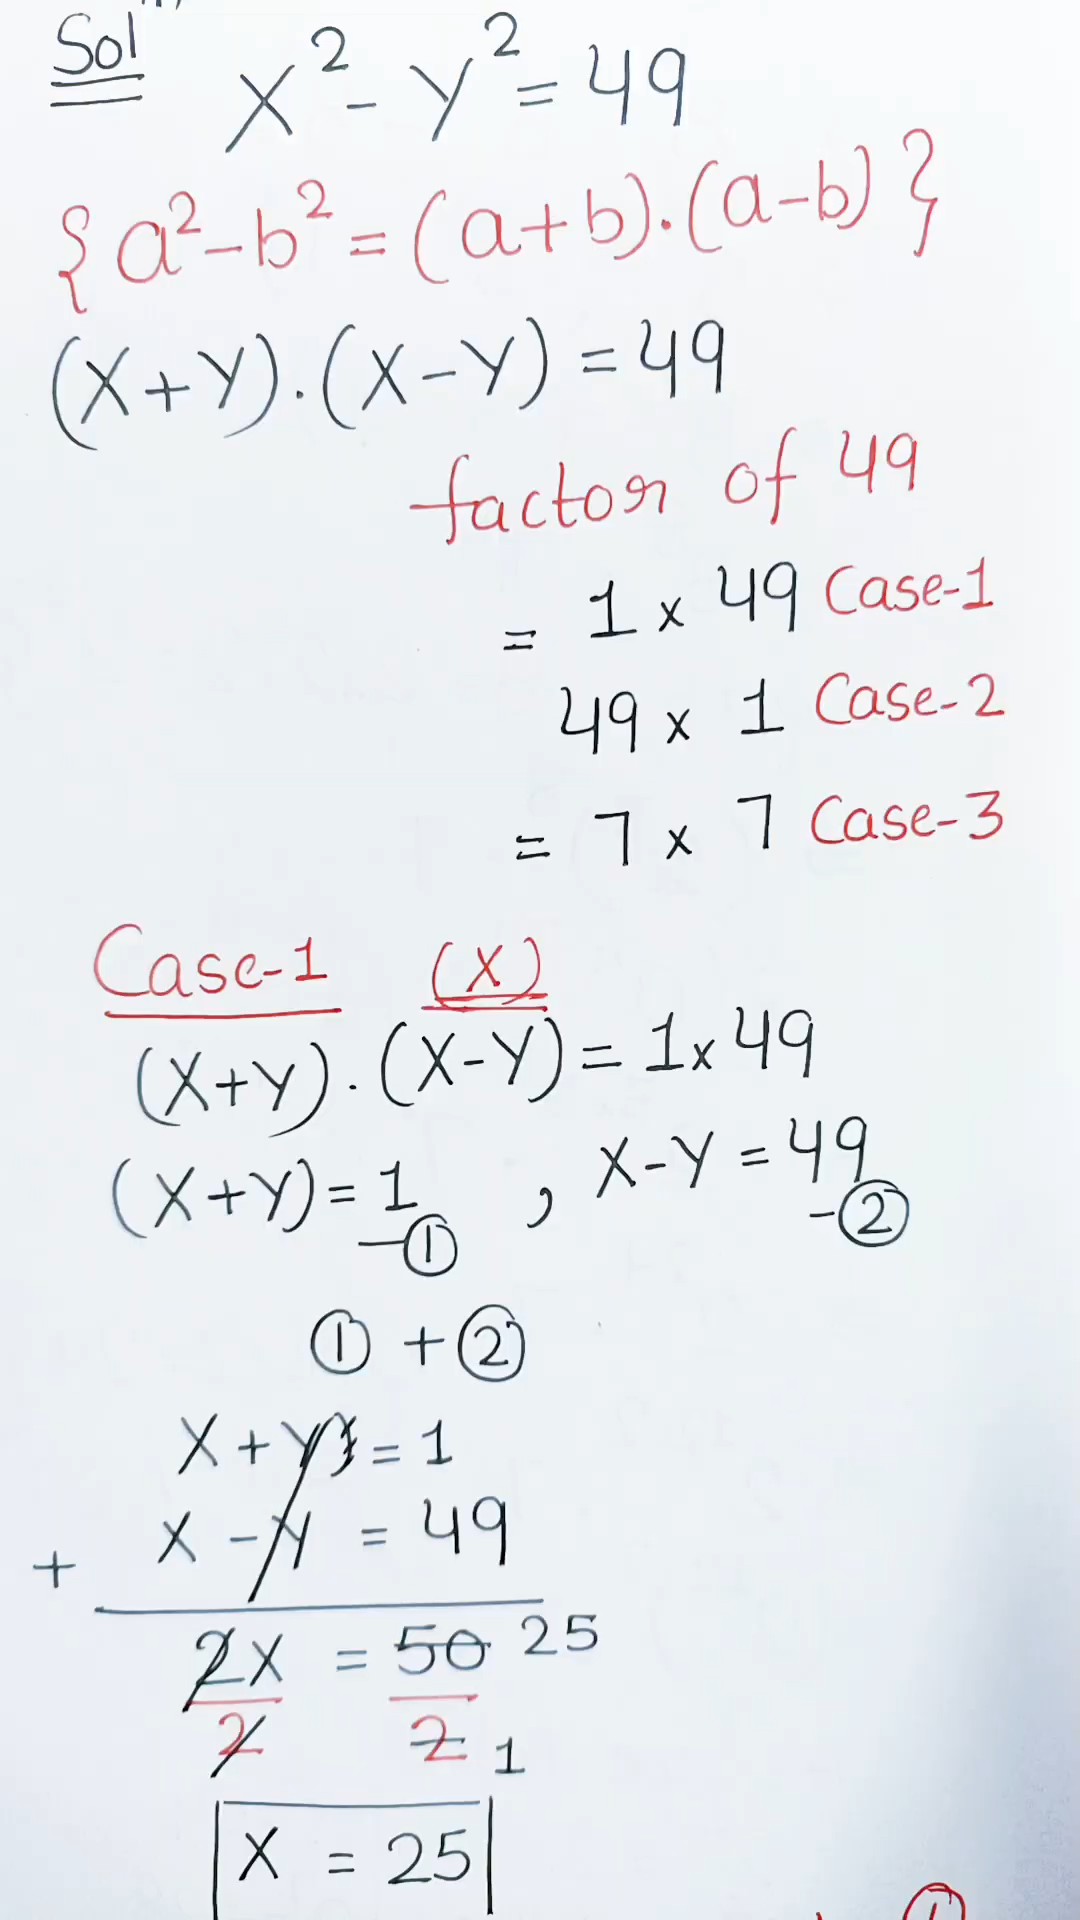 Sol
X² - Y² = 49
{a² - b² = (a+b).(a-b)}
(X+Y).(X-Y) = 49
factor of 49
= 1 x 49 Case-1
49 x 1 Case-2
= 7 x 7 Case-3
Case-1 (X)
(X+Y).(X-Y) = 1x49
(X+Y) = 1 -① , X-Y = 49 -②
① + ②
X + Y = 1
+ X - Y = 49
2X = 50 25
2 2 1
X = 25